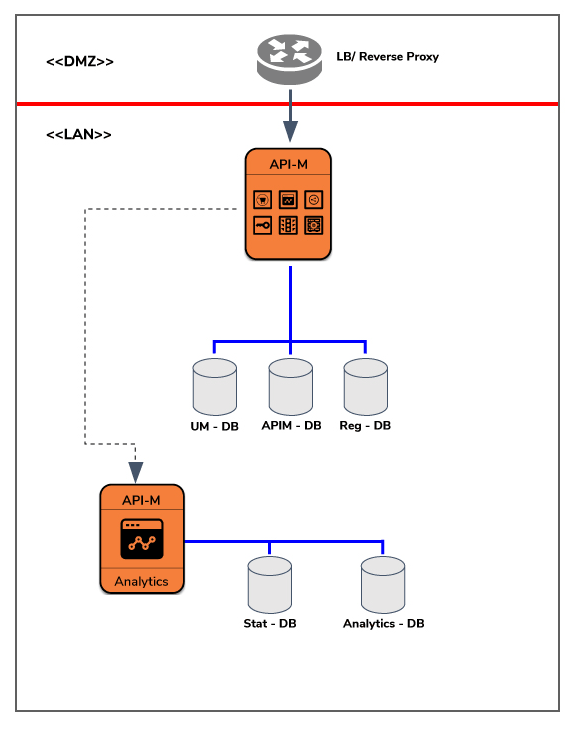 <<DMZ>>
LB/ Reverse Proxy
<<LAN>>
API-M
UM - DB
APIM - DB
Reg - DB
API-M
Analytics
Stat - DB
Analytics - DB